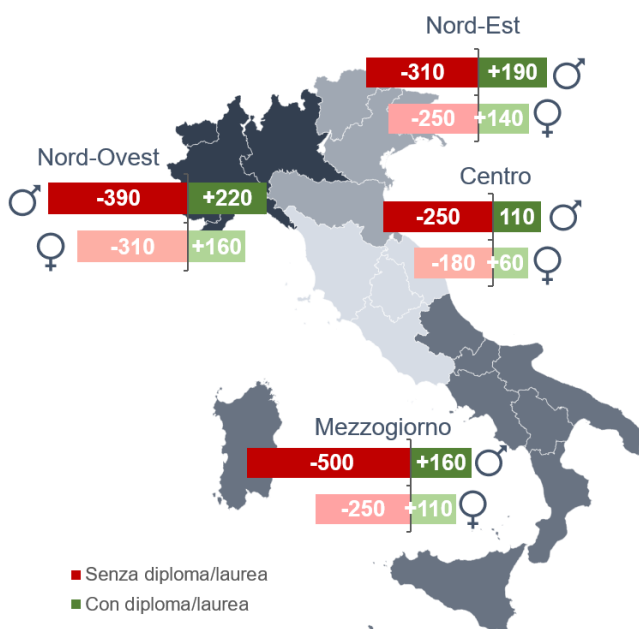 Nord-Est
-310 +190
-250 +140
Nord-Ovest
-390 +220
-310 +160
Centro
-250 110
-180 +60
Mezzogiorno
-500 +160
-250 +110
Senza diploma/laurea
Con diploma/laurea